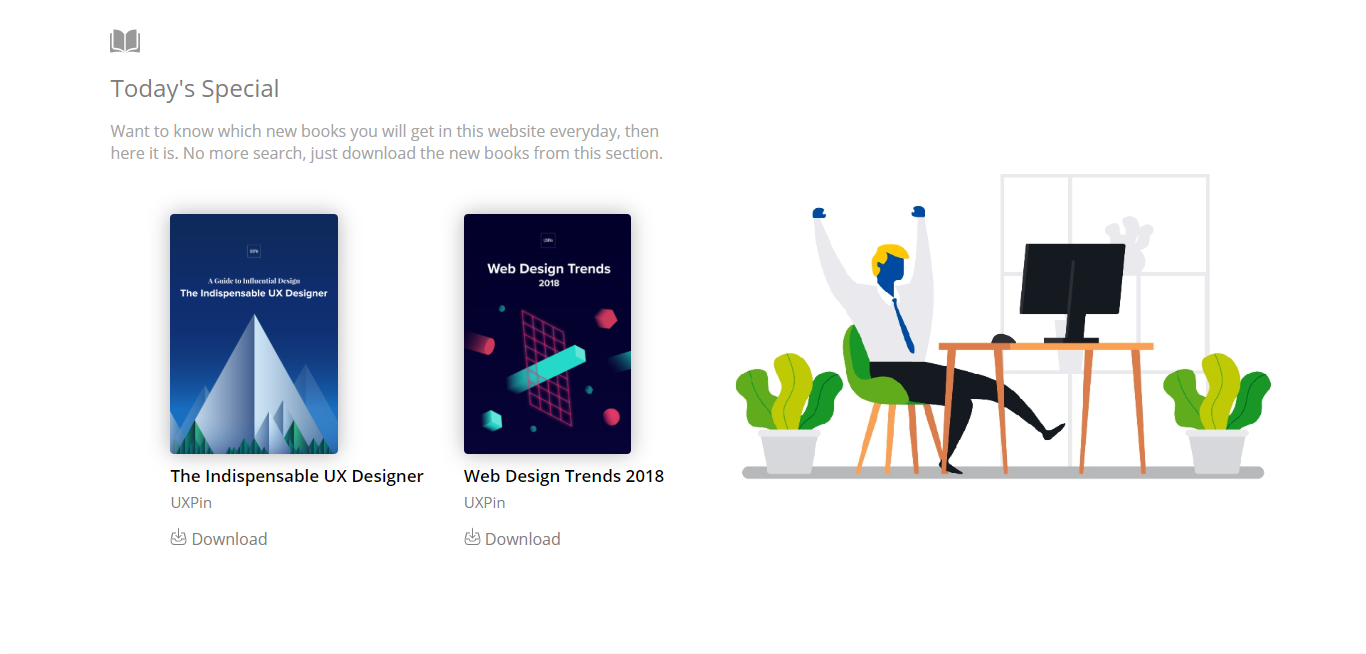 Today's Special
Want to know which new books you will get in this website everyday, then
here it is. No more search, just download the new books from this section.
UXPin
A Guide to Influential Design
The Indispensable UX Designer
UXPin
Web Design Trends
2018
The Indispensable UX Designer
UXPin
Download
Web Design Trends 2018
UXPin
Download